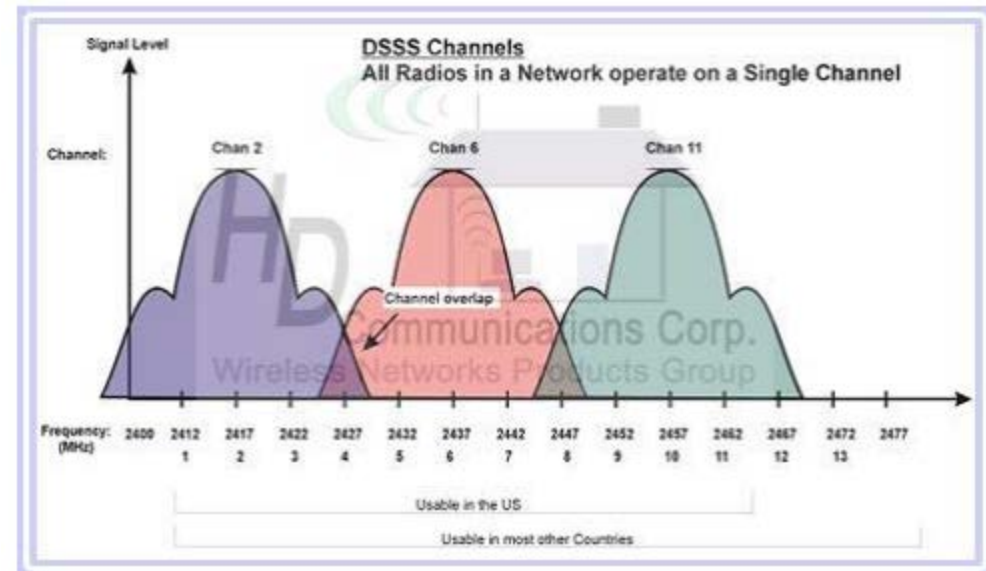 Signal Level
DSSS Channels
All Radios in a Network operate on a Single Channel
Channel:
Chan 2
Chan 6
Chan 11
HD
Channel overlap
Communications Corp.
Wireless Networks Products Group
Frequency: 2400 2412 2417 2422 2427 2432 2437 2442 2447 2452 2457 2462 2467 2472 2477
(MHz) 1 2 3 4 5 6 7 8 9 10 11 12 13
Usable in the US
Usable in most other Countries